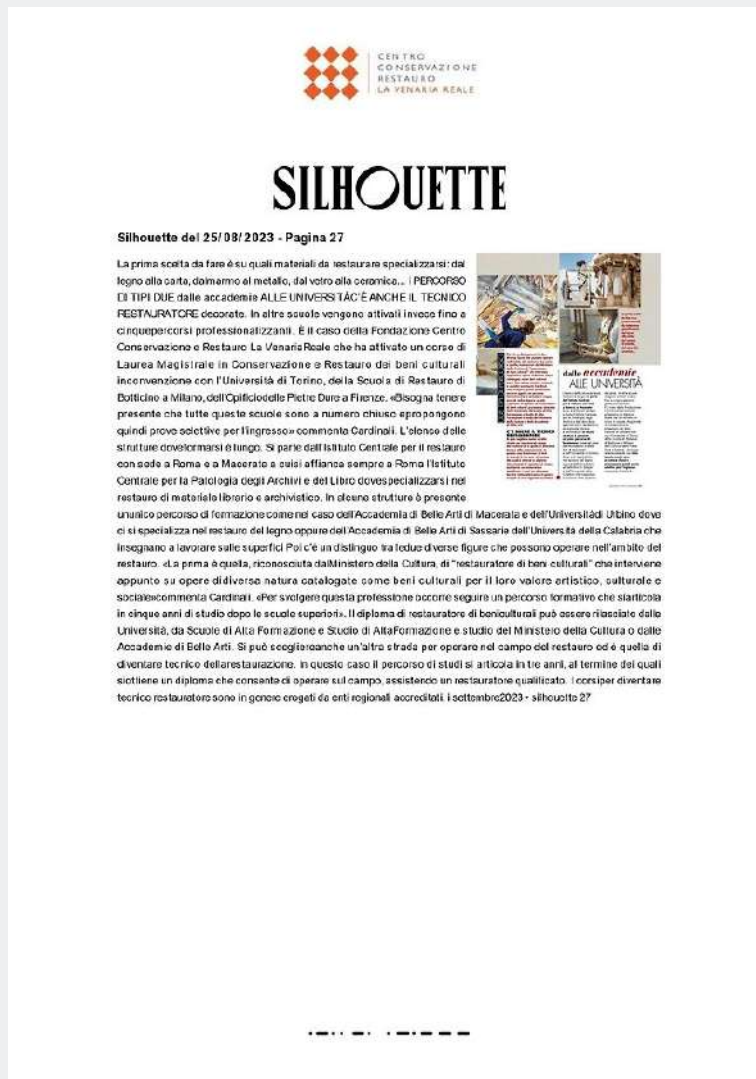 CENTRO
CONSERVAZIONE
RESTAURO
LA VENARIA REALE
SILHOUETTE
Silhouette del 25/08/2023 - Pagina 27
La prima scelta da fare è su quali materiali da restaurare specializzarsi: dal
legno alla carta, dalmarmo al metallo, dal vetro alla ceramica... i PERCORSO
DI TIPI DUE dalle accademie ALLE UNIVERSITÀC'È ANCHE IL TECNICO
RESTAURATORE decorate. In altre scuole vengono attivati invece fino a
cinquepercorsi professionalizzanti. È il caso della Fondazione Centro
Conservazione e Restauro La VenariaReale che ha attivato un corso di
Laurea Magistrale in Conservazione e Restauro dei beni culturali
inconvenzione con l'Università di Torino, della Scuola di Restauro di
Botticino a Milano, dell'Opificiodelle Pietre Dure a Firenze. «Bisogna tenere
presente che tutte queste scuole sono a numero chiuso epropongono
quindi prove selettive per l'ingresso» commenta Cardinali. L'elenco delle
strutture doveformarsi è lungo. Si parte dall'Istituto Centrale per il restauro
con sede a Roma e a Macerata a cuisi affianca sempre a Roma l'Istituto
Centrale per la Patologia degli Archivi e del Libro dovespecializzarsi nel
restauro di materiale librario e archivistico. In alcune strutture è presente
ununico percorso di formazione come nel caso dell'Accademia di Belle Arti di Macerata e dell'Universitàdi Urbino dove
ci si specializza nel restauro del legno oppure dell'Accademia di Belle Arti di Sassarie dell'Università della Calabria che
insegnano a lavorare sulle superfici Poi c'è un distinguo tra ledue diverse figure che possono operare nell'ambito del
restauro. «La prima è quella, riconosciuta dalMinistero della Cultura, di "restauratore di beni culturali" che interviene
appunto su opere didiversa natura catalogate come beni culturali per il loro valore artistico, culturale e
sociale»commenta Cardinali. «Per svolgere questa professione occorre seguire un percorso formativo che siarticola
in cinque anni di studio dopo le scuole superiori». Il diploma di restauratore di beniculturali può essere rilasciato dalle
Università, da Scuole di Alta Formazione e Studio di AltaFormazione e studio del Ministero della Cultura o dalle
Accademie di Belle Arti. Si può scegliereanche un'altra strada per operare nel campo del restauro ed è quella di
diventare tecnico dellarestaurazione. In questo caso il percorso di studi si articola in tre anni, al termine dei quali
siottiene un diploma che consente di operare sul campo, assistendo un restauratore qualificato. I corsiper diventare
tecnico restauratore sono in genere erogati da enti regionali accreditati. i settembre2023 - silhouette 27
dalle accademie
ALLE UNIVERSITÀ